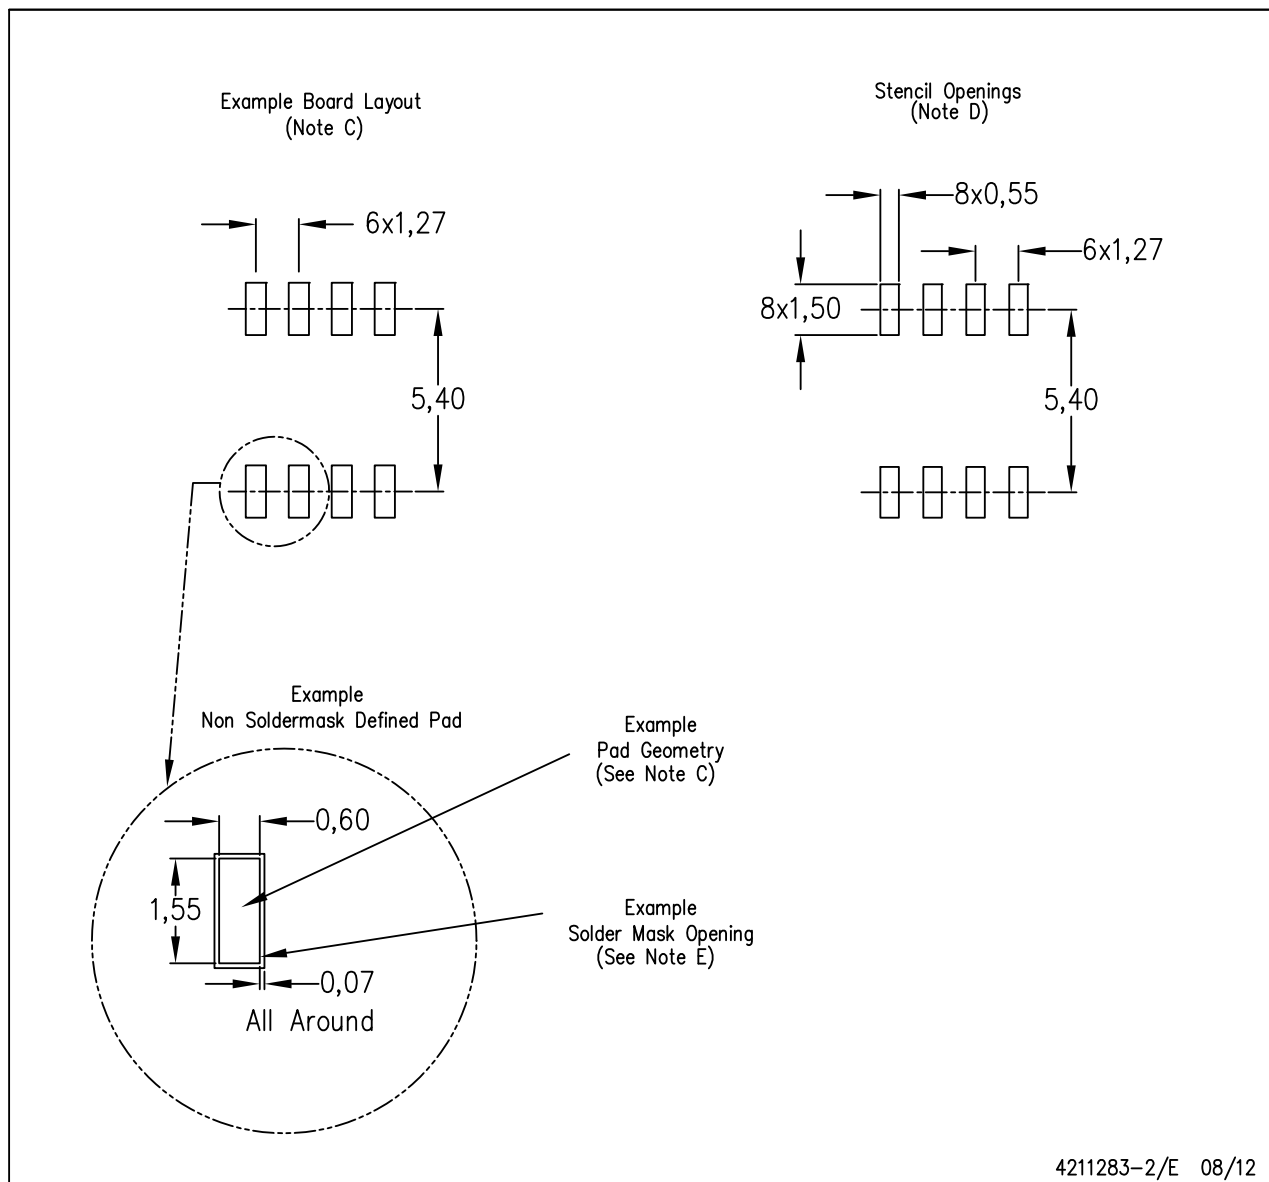 Example Board Layout
(Note C)
Stencil Openings
(Note D)
6x1,27
8x0,55
6x1,27
8x1,50
5,40
5,40
Example
Non Soldermask Defined Pad
Example
Pad Geometry
(See Note C)
0,60
1,55
Example
Solder Mask Opening
(See Note E)
0,07
All Around
4211283-2/E 08/12